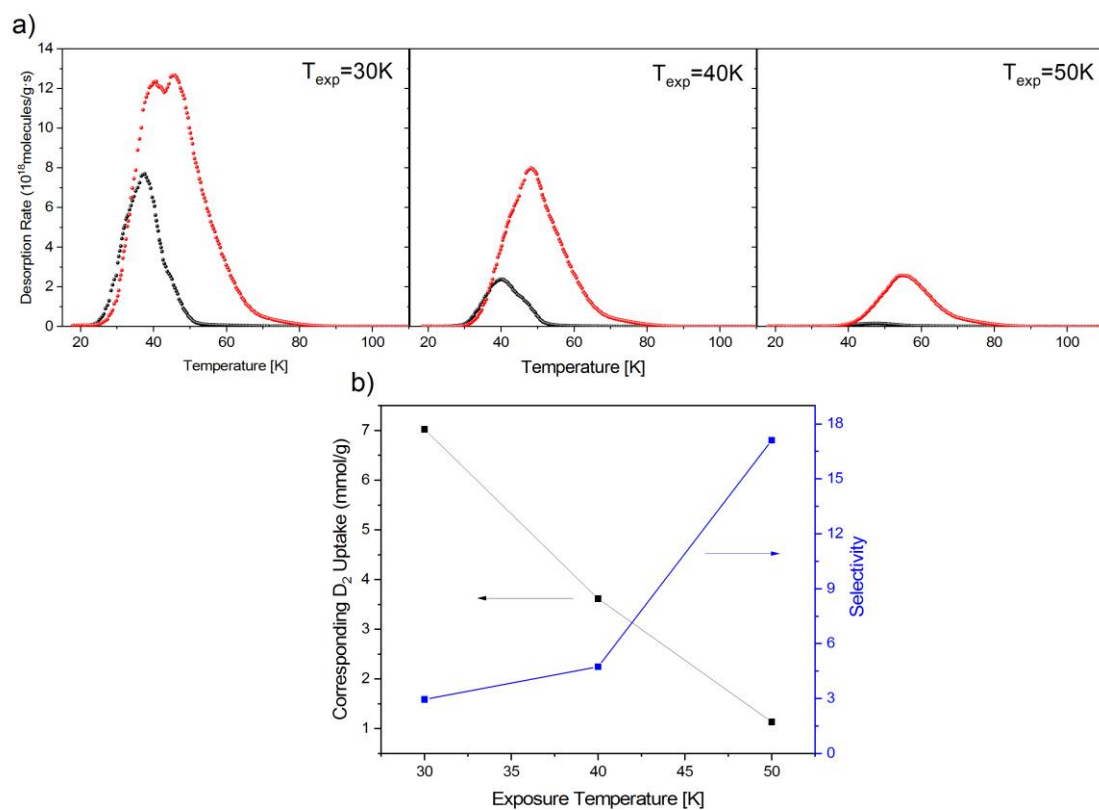 a)
T_exp=30K
T_exp=40K
T_exp=50K
Desorption Rate (10^18molecules/g·s)
14
12
10
8
6
4
2
0
20 40 60 80 100
20 40 60 80 100
20 40 60 80 100
Temperature [K]
Temperature [K]
Temperature [K]
b)
Corresponding D₂ Uptake (mmol/g)
7
6
5
4
3
2
1
18
15
12
9
6
3
0
Selectivity
30 35 40 45 50
Exposure Temperature [K]